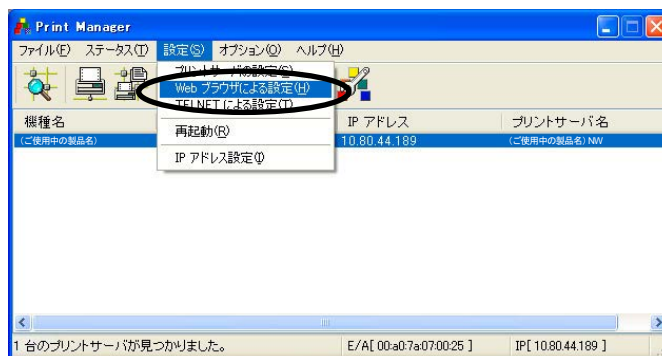 Print Manager
ファイル(F) ステータス(T) 設定(S) オプション(O) ヘルプ(H)
プリントサーバの設定(S)
Web ブラウザによる設定(H)
TELNET による設定(T)
再起動(R)
IP アドレス設定(I)
機種名 IP アドレス プリントサーバ名
(ご使用中の製品名) 10.80.44.189 (ご使用中の製品名) NW
1 台のプリントサーバが見つかりました。 E/A[ 00:a0:7a:07:00:25 ] IP[ 10.80.44.189 ]